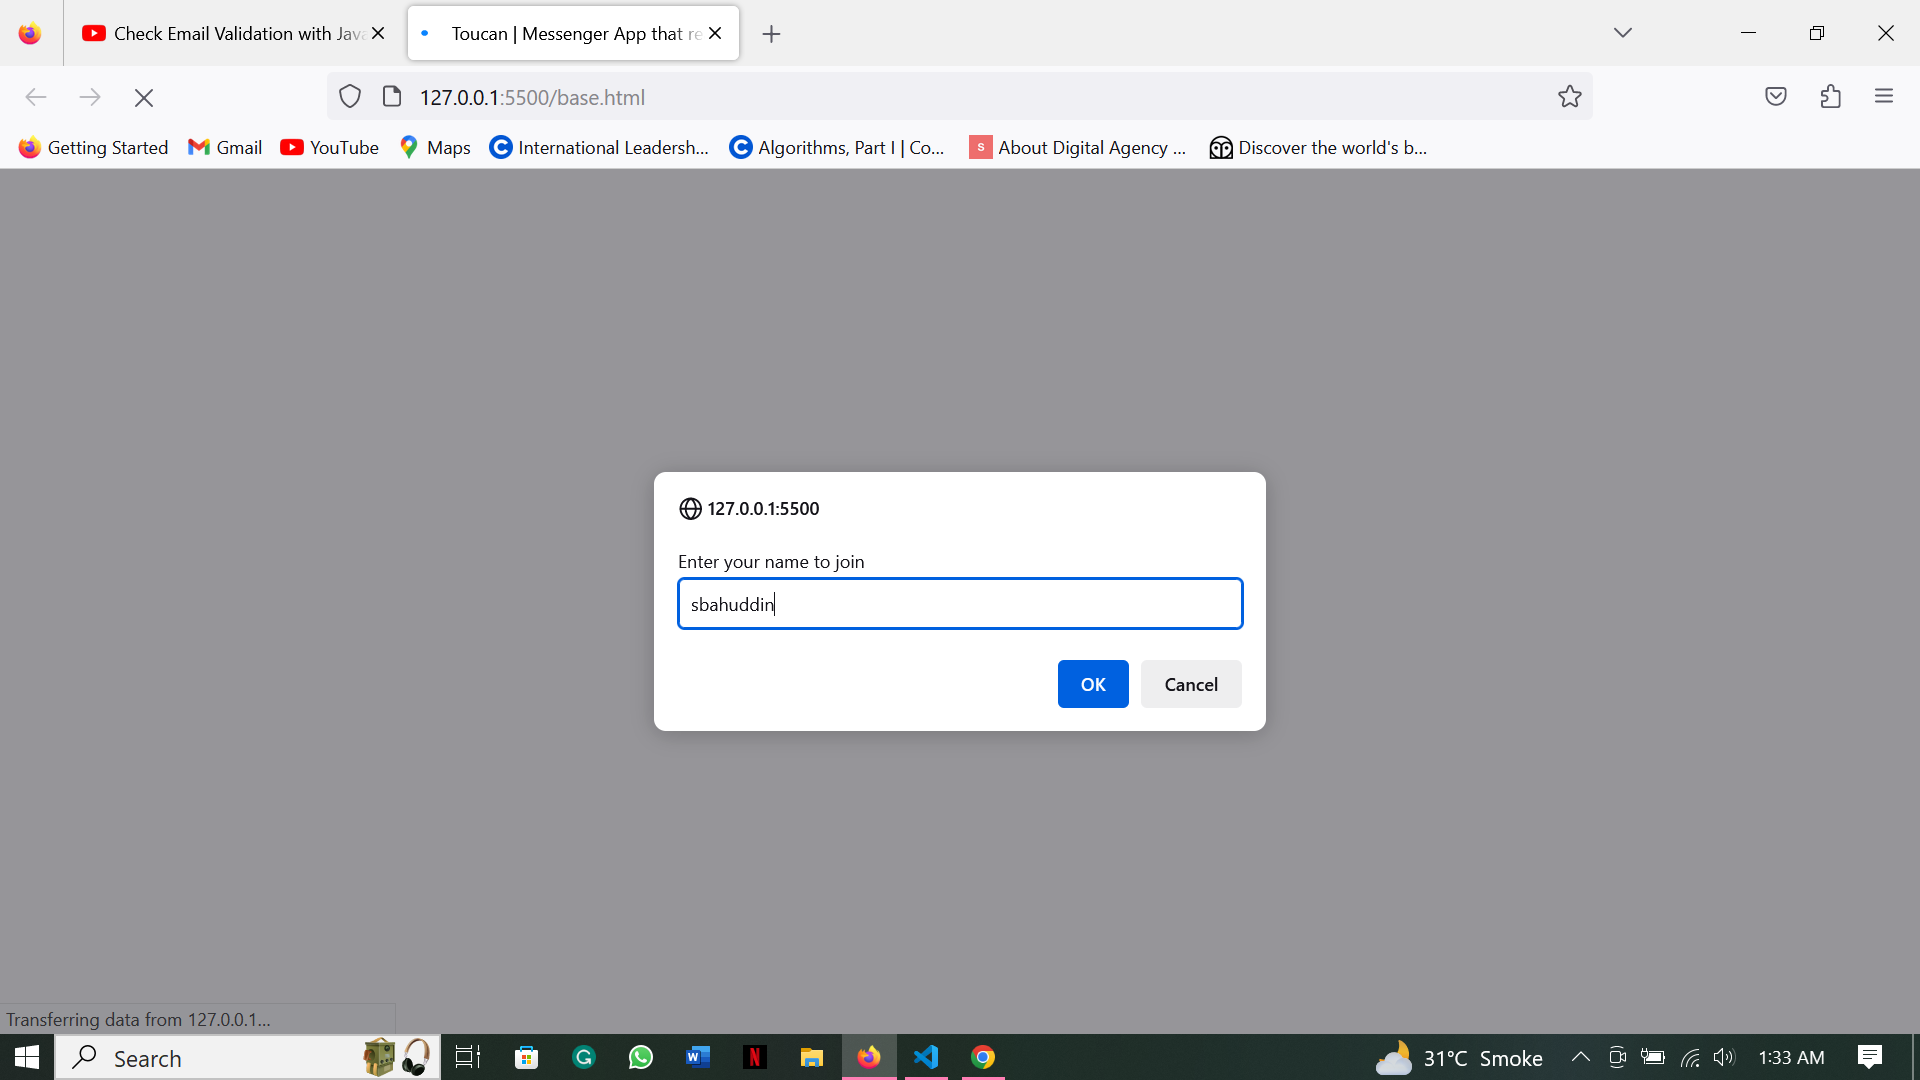 Check Email Validation with Java
Toucan | Messenger App that re
127.0.0.1:5500/base.html
Getting Started
Gmail
YouTube
Maps
International Leadersh...
Algorithms, Part I | Co...
S
About Digital Agency ...
Discover the world's b...
127.0.0.1:5500
Enter your name to join
sbahuddin
OK
Cancel
Transferring data from 127.0.0.1...
Search
31°C Smoke
1:33 AM